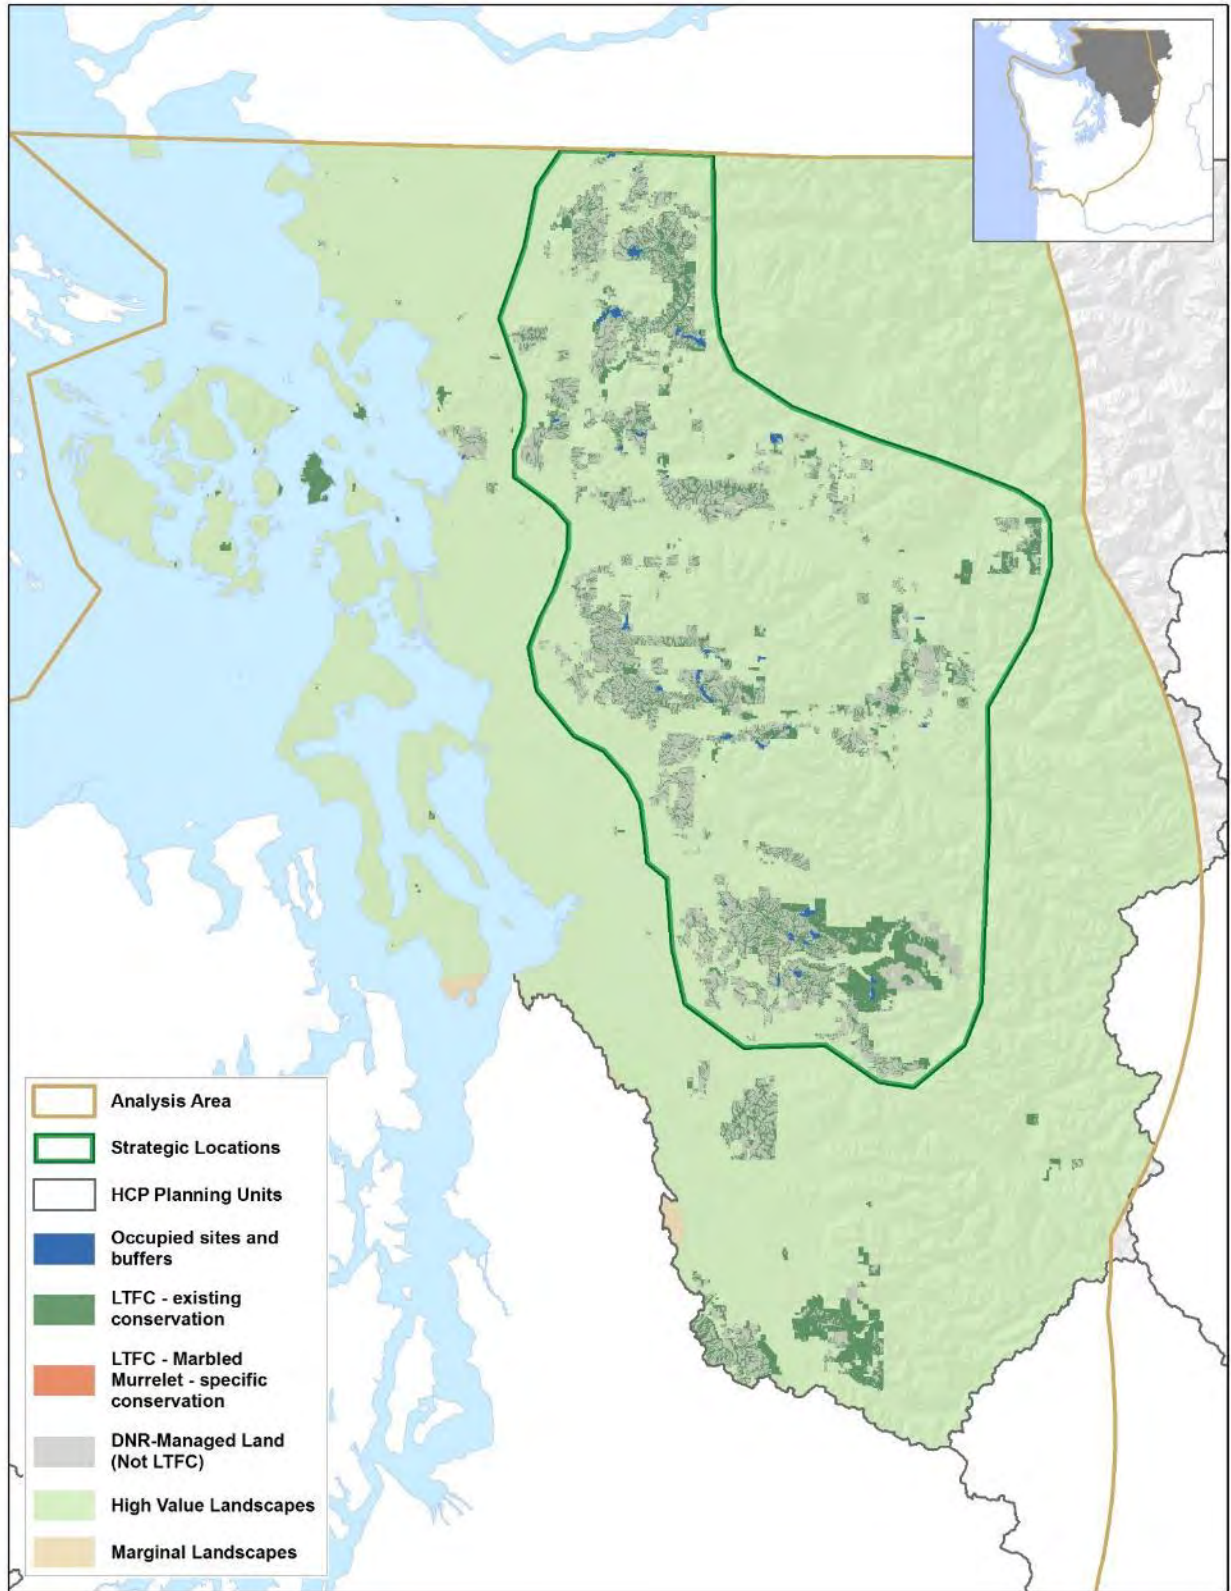 Analysis Area
Strategic Locations
HCP Planning Units
Occupied sites and
buffers
LTFC - existing
conservation
LTFC - Marbled
Murrelet - specific
conservation
DNR-Managed Land
(Not LTFC)
High Value Landscapes
Marginal Landscapes